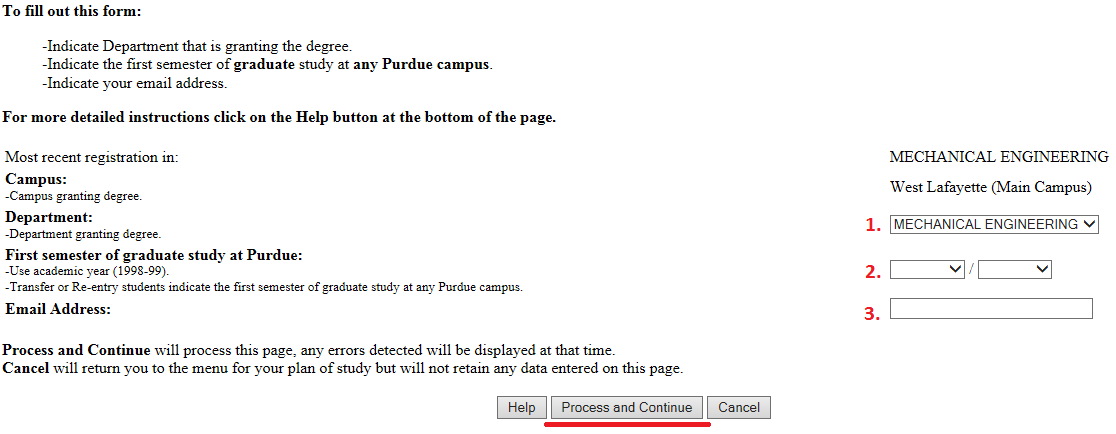 To fill out this form:
-Indicate Department that is granting the degree.
-Indicate the first semester of graduate study at any Purdue campus.
-Indicate your email address.
For more detailed instructions click on the Help button at the bottom of the page.
Most recent registration in: MECHANICAL ENGINEERING
Campus:
-Campus granting degree. West Lafayette (Main Campus)
Department:
-Department granting degree. 1. MECHANICAL ENGINEERING
First semester of graduate study at Purdue:
-Use academic year (1998-99). 2. /
-Transfer or Re-entry students indicate the first semester of graduate study at any Purdue campus.
Email Address: 3.
Process and Continue will process this page, any errors detected will be displayed at that time.
Cancel will return you to the menu for your plan of study but will not retain any data entered on this page.
Help Process and Continue Cancel